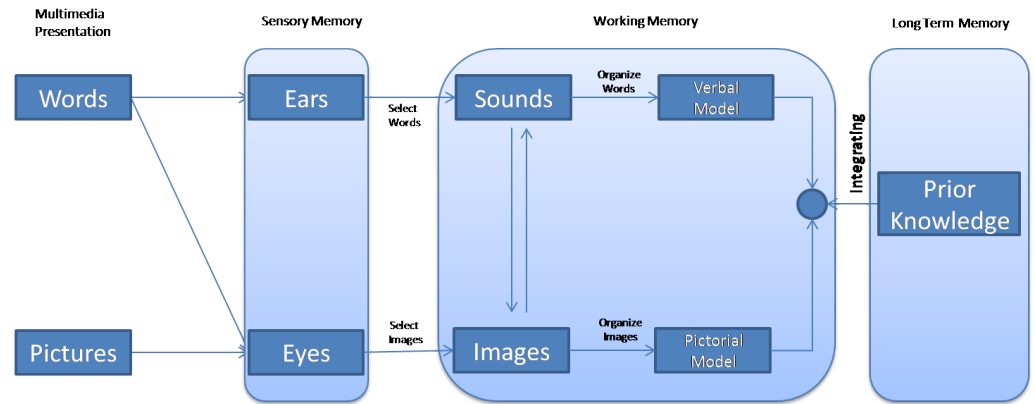 Multimedia
Presentation
Sensory Memory
Working Memory
Long Term Memory
Words
Ears
Select
Words
Sounds
Organize
Words
Verbal
Model
Integrating
Prior
Knowledge
Pictures
Eyes
Select
Images
Images
Organize
Images
Pictorial
Model